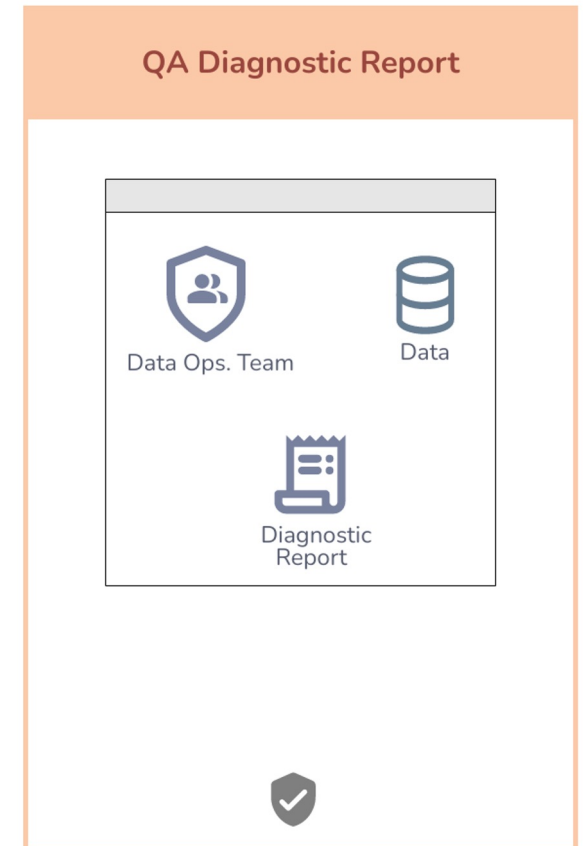 QA Diagnostic Report
Data Ops. Team
Data
Diagnostic
Report